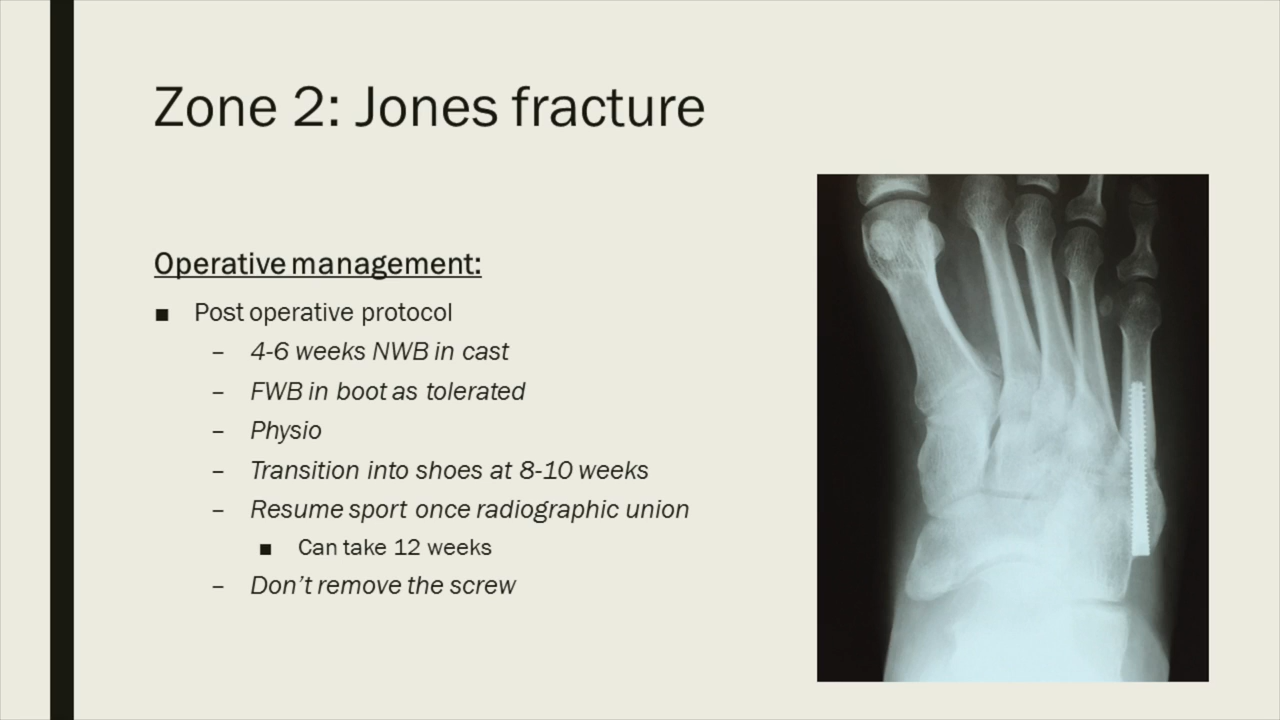 Zone 2: Jones fracture
Operative management:
▪ Post operative protocol
– 4-6 weeks NWB in cast
– FWB in boot as tolerated
– Physio
– Transition into shoes at 8-10 weeks
– Resume sport once radiographic union
▪ Can take 12 weeks
– Don’t remove the screw